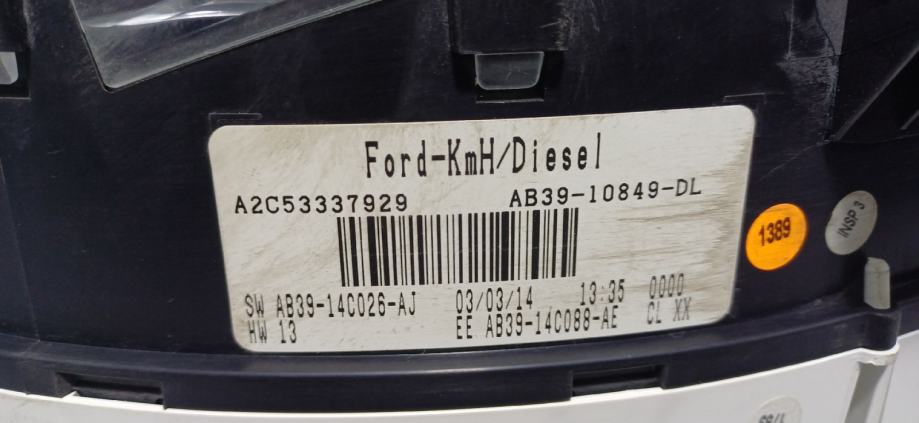 Ford-KmH/Diesel
A2C53337929 AB39-10849-DL
SW AB39-14C026-AJ 03/03/14 13:35 0000
HW 13 EE AB39-14C088-AE CL XX
1389
INSP 3